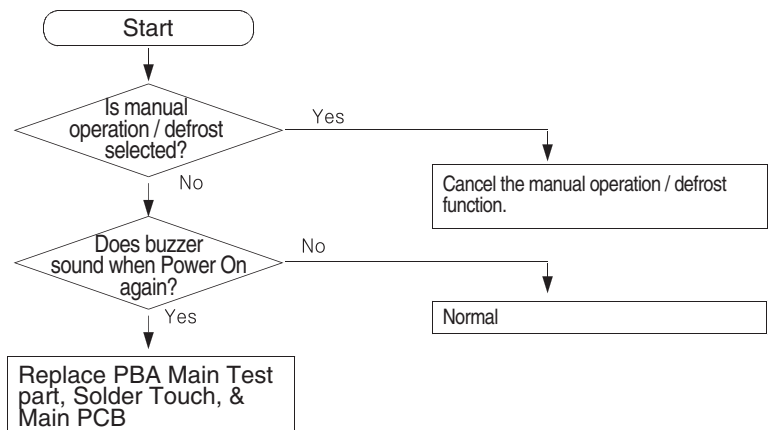 Start
Is manual
operation / defrost
selected?
Yes
No
Cancel the manual operation / defrost
function.
Does buzzer
sound when Power On
again?
No
Yes
Normal
Replace PBA Main Test
part, Solder Touch, &
Main PCB